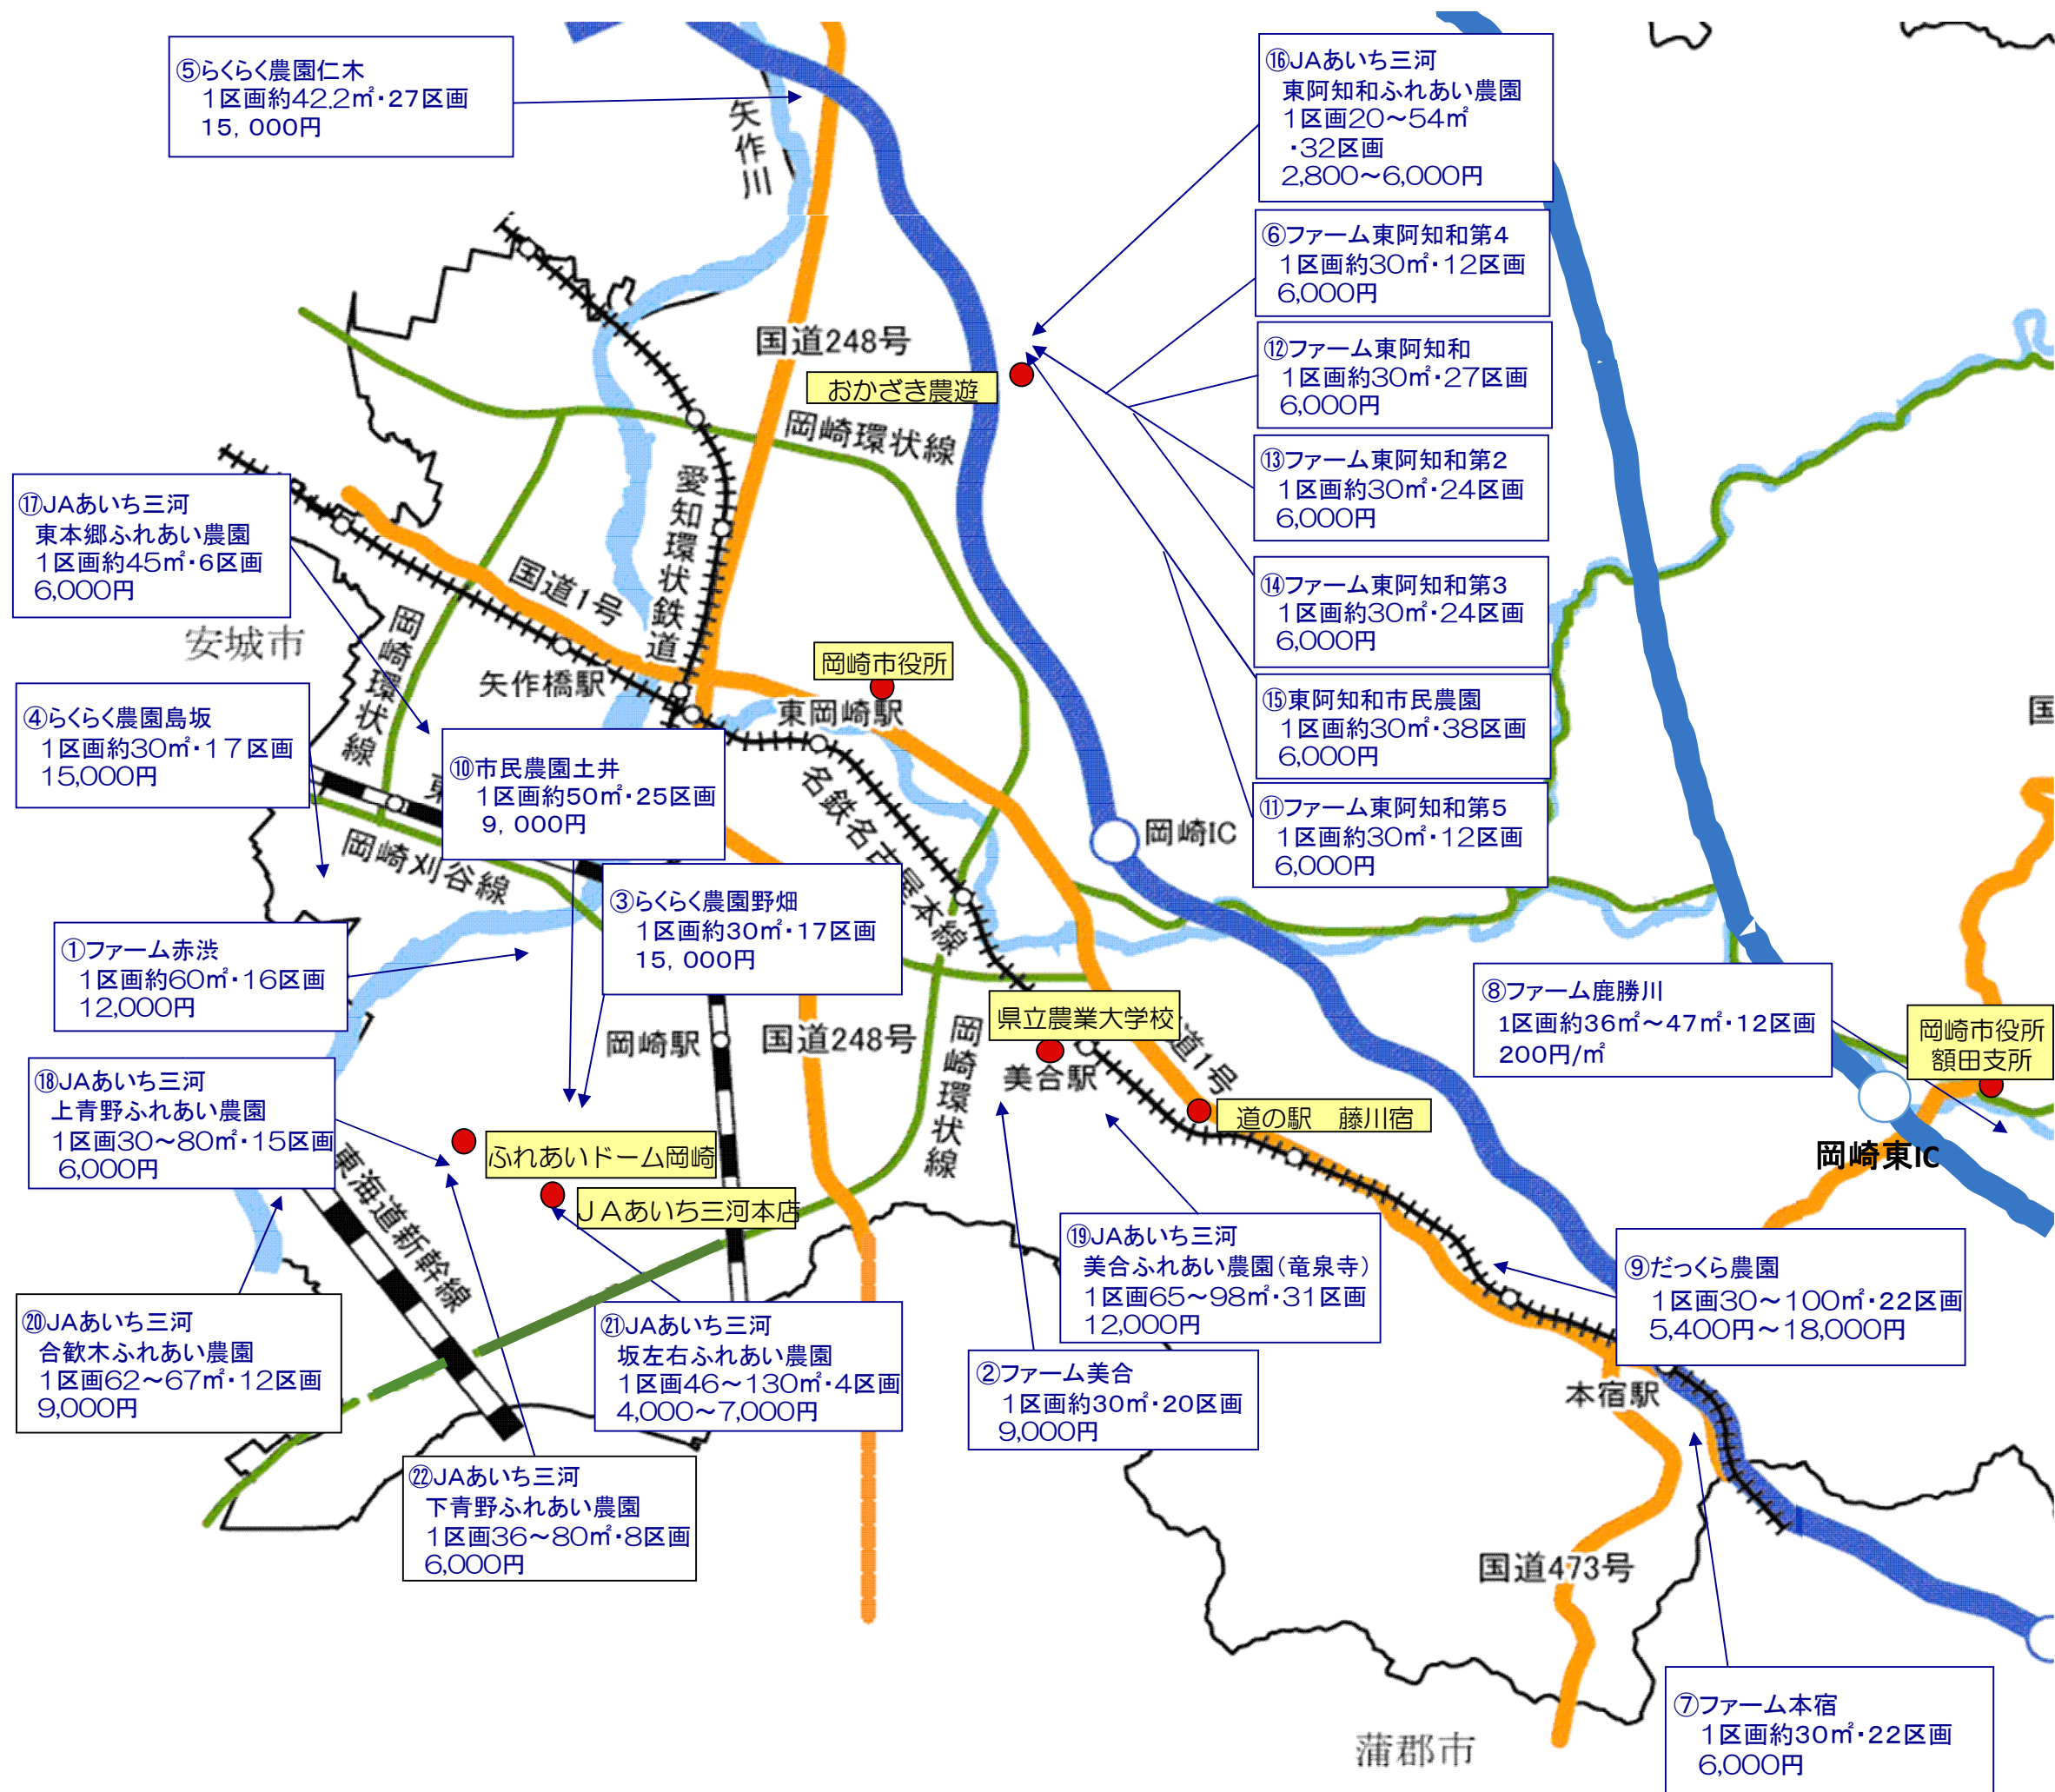 ⑤らくらく農園仁木
1区画約42.2㎡・27区画
15,000円
矢作川
⑯JAあいち三河
東阿知和ふれあい農園
1区画20～54㎡
・32区画
2,800～6,000円
⑥ファーム東阿知和第4
1区画約30㎡・12区画
6,000円
国道248号
⑫ファーム東阿知和
1区画約30㎡・27区画
6,000円
おかざき農遊
岡崎環状線
⑬ファーム東阿知和第2
1区画約30㎡・24区画
6,000円
愛知環状鉄道
⑰JAあいち三河
東本郷ふれあい農園
1区画約45㎡・6区画
6,000円
国道1号
⑭ファーム東阿知和第3
1区画約30㎡・24区画
6,000円
安城市
岡崎環状線
岡崎市役所
矢作橋駅
東岡崎駅
⑮東阿知和市民農園
1区画約30㎡・38区画
6,000円
国
④らくらく農園島坂
1区画約30㎡・17区画
15,000円
東
⑩市民農園土井
1区画約50㎡・25区画
9,000円
名鉄名古屋本線
⑪ファーム東阿知和第5
1区画約30㎡・12区画
6,000円
岡崎IC
岡崎刈谷線
③らくらく農園野畑
1区画約30㎡・17区画
15,000円
①ファーム赤渋
1区画約60㎡・16区画
12,000円
⑧ファーム鹿勝川
1区画約36㎡～47㎡・12区画
200円/㎡
県立農業大学校
岡崎市役所
額田支所
岡崎駅
国道248号
岡崎環状線
道1号
美合駅
⑱JAあいち三河
上青野ふれあい農園
1区画30～80㎡・15区画
6,000円
道の駅　藤川宿
ふれあいドーム岡崎
岡崎東IC
東海道新幹線
JAあいち三河本店
⑲JAあいち三河
美合ふれあい農園(竜泉寺)
1区画65～98㎡・31区画
12,000円
⑨だっくら農園
1区画30～100㎡・22区画
5,400円～18,000円
⑳JAあいち三河
合歓木ふれあい農園
1区画62～67㎡・12区画
9,000円
㉑JAあいち三河
坂左右ふれあい農園
1区画46～130㎡・4区画
4,000～7,000円
②ファーム美合
1区画約30㎡・20区画
9,000円
本宿駅
㉒JAあいち三河
下青野ふれあい農園
1区画36～80㎡・8区画
6,000円
国道473号
⑦ファーム本宿
1区画約30㎡・22区画
6,000円
蒲郡市